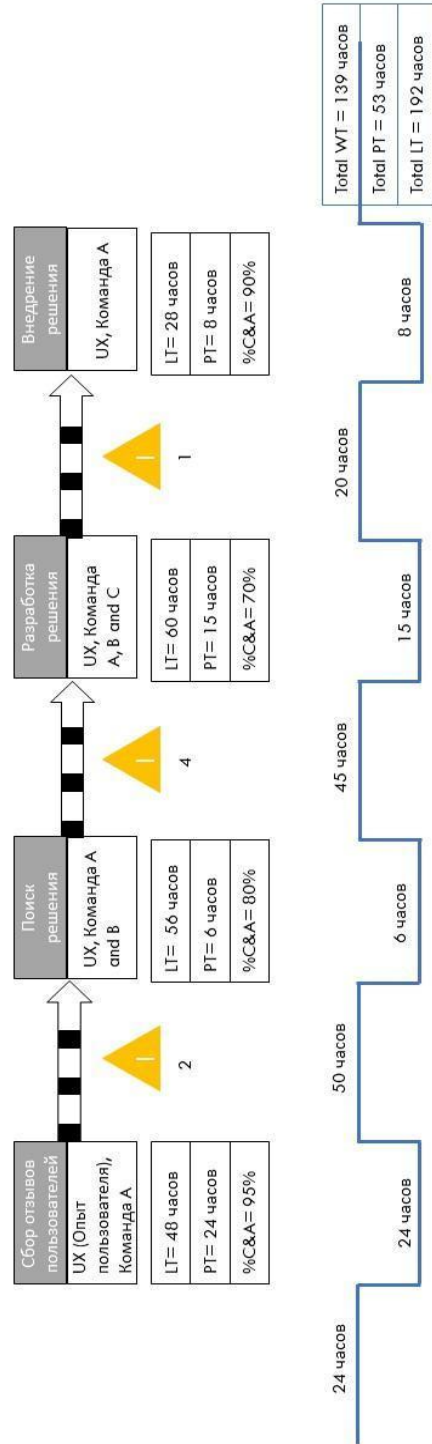 Сбор отзывов
пользователей
UX (Опыт
пользователя),
Команда А
LT= 48 часов
PT= 24 часов
%C&A= 95%
I
2
Поиск
решения
UX, Команда А
and B
LT= 56 часов
PT= 6 часов
%C&A= 80%
I
4
Разработка
решения
UX, Команда
A, B and C
LT= 60 часов
PT= 15 часов
%C&A= 70%
I
1
Внедрение
решения
UX, Команда А
LT= 28 часов
PT= 8 часов
%C&A= 90%
24 часов
24 часов
50 часов
6 часов
45 часов
15 часов
20 часов
8 часов
Total WT = 139 часов
Total PT = 53 часов
Total LT = 192 часов